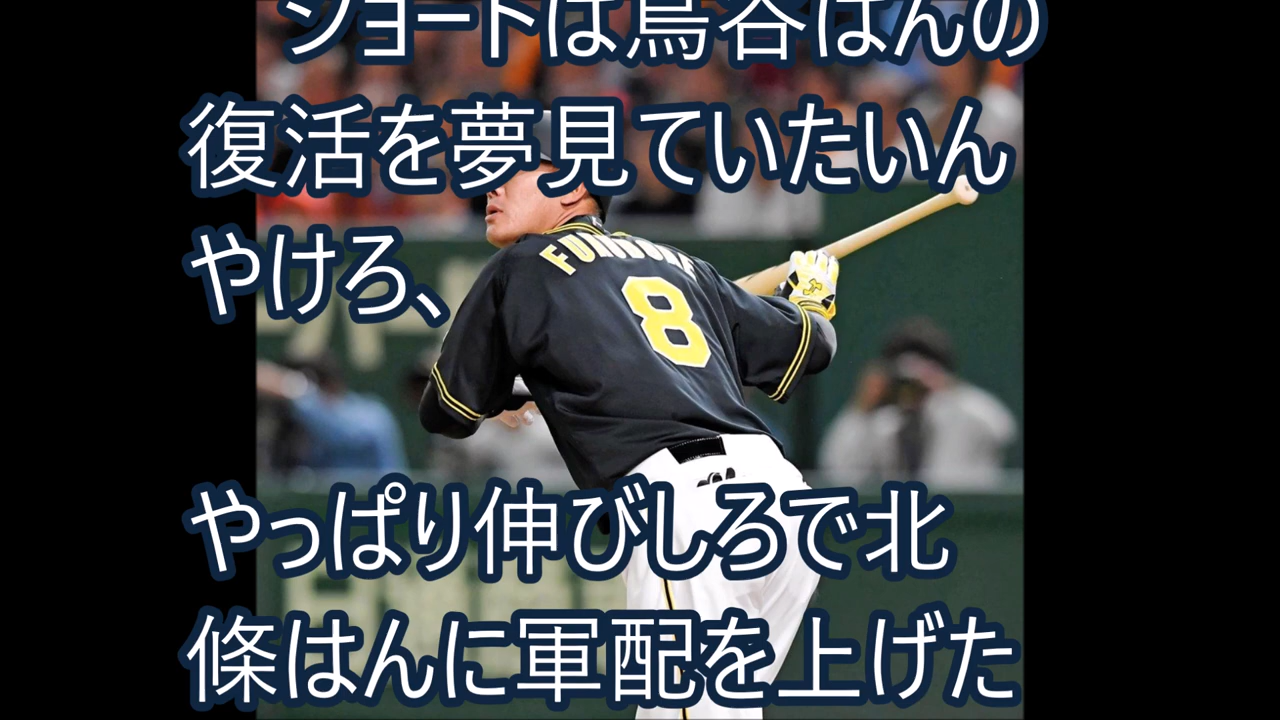 ショートは鳥谷はんの
復活を夢見ていたいん
やけろ、
FUKUDOME
8
やっぱり伸びしろで北
條はんに軍配を上げた